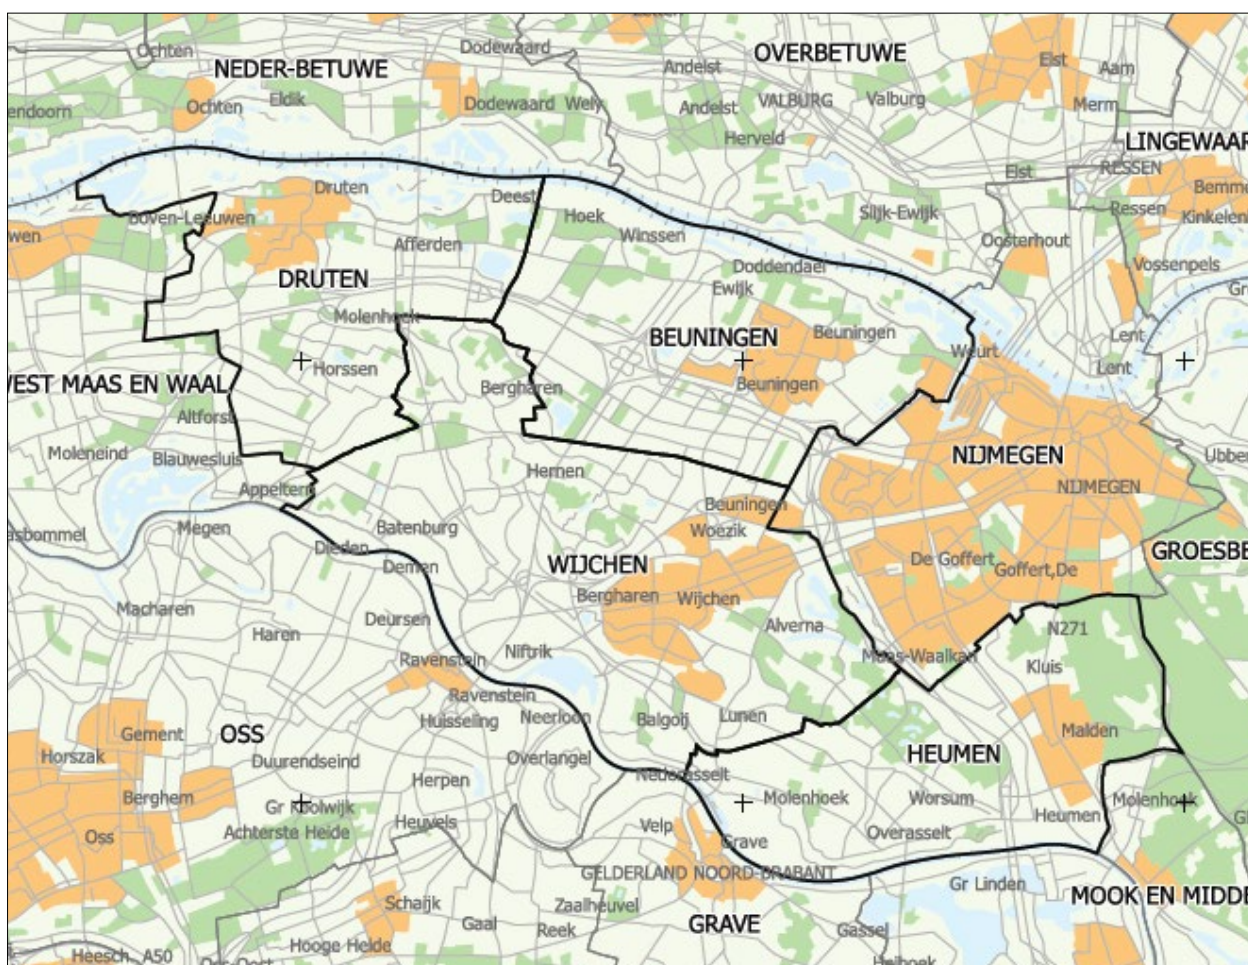 Ochten
Dodewaard
OVERBETUWE
Elst
NEDER-BETUWE
Andelst
Aam
endoorn
Ochten
Eldik
Dodewaard
Wely
Andelst
VALBURG
Valburg
Merm
Herveld
LINGEWAAR
Elst
RESSEN
Druten
Deest
Bemme
Boven-Leeuwen
Hoek
Slijk-Ewijk
Ressen
Kinkelen
wen
Afferden
Winssen
Oosterhout
DRUTEN
Doddendael
Vossenpels
Ewijk
Gr
Molenhoek
BEUNINGEN
Beuningen
Lent
Weurt
Horssen
Lent
WEST MAAS EN WAAL
Bergharen
Beuningen
Altforst
Moleneind
Blauwesluis
Hernen
NIJMEGEN
Ubber
Appeltern
NIJMEGEN
Beuningen
asbommel
Megen
Batenburg
Woezik
Dieden
De Goffert
GROESBE
Demen
WIJCHEN
Goffert,De
Macharen
Bergharen
Wijchen
Deursen
Alverna
N271
Haren
Ravenstein
Niftrik
Maas-Waalkan
Kluis
Ravenstein
Huisseling
Neerloon
Balgoij
Lunen
Malden
Gement
OSS
Horszak
Duurendseind
Overlangel
HEUMEN
Herpen
Nederasselt
Berghem
Gr Koolwijk
Molenhoek
Worsum
Molenhoek
Oss
Achterste Heide
Heuvels
Velp
Overasselt
Heumen
Grave
GELDERLAND NOORD-BRABANT
Gr Linden
Schaijk
Zaalheuvel
MOOK EN MIDDE
Gaal
Reek
GRAVE
Gassel
Hooge Heide
Heesch, A50